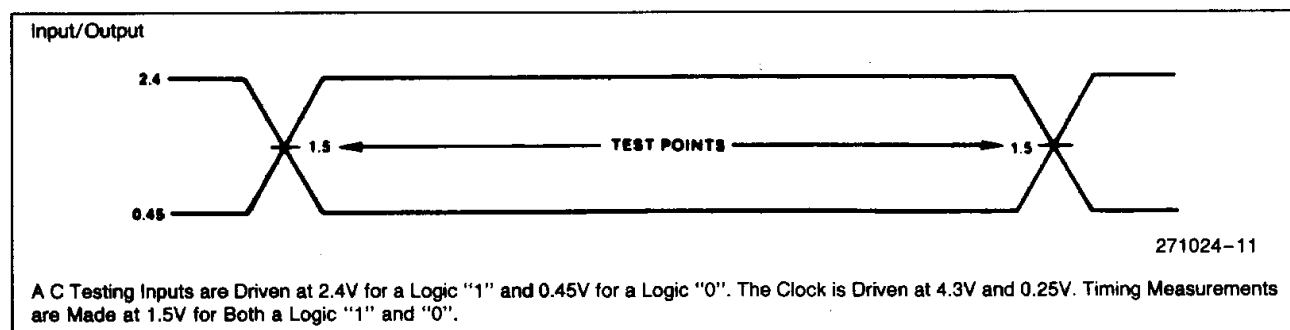 Input/Output
2.4
1.5 TEST POINTS 1.5
0.45
271024-11
A C Testing Inputs are Driven at 2.4V for a Logic "1" and 0.45V for a Logic "0". The Clock is Driven at 4.3V and 0.25V. Timing Measurements
are Made at 1.5V for Both a Logic "1" and "0".